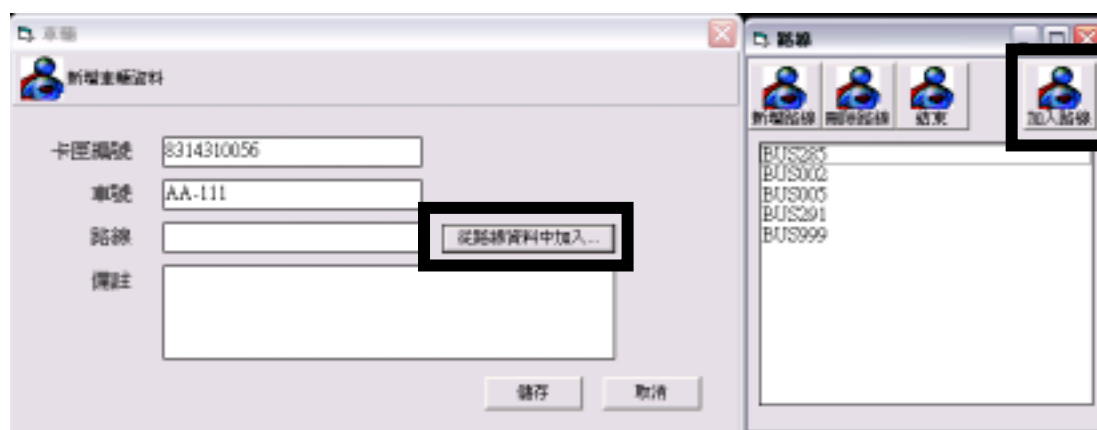 車輛
新增車輛資料
卡匣編號 8314310056
車號 AA-111
路線 從路線資料中加入...
備註
儲存 取消
路線
新增路線 刪除路線 結束 加入路線
BUS285
BUS002
BUS005
BUS291
BUS999